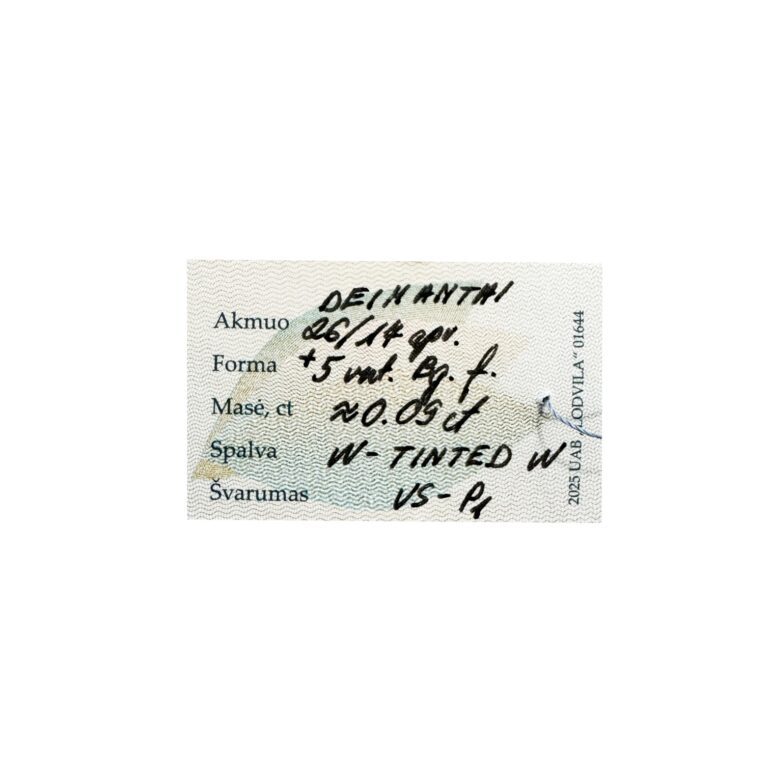 Akmuo DEIMANTAI
26/17 apv.
Forma +5 vnt. Bg. f.
Masė, ct ≈0.09 ct
Spalva W - TINTED W
Švarumas VS - P1
2025 UAB „LODVILA“ 01644